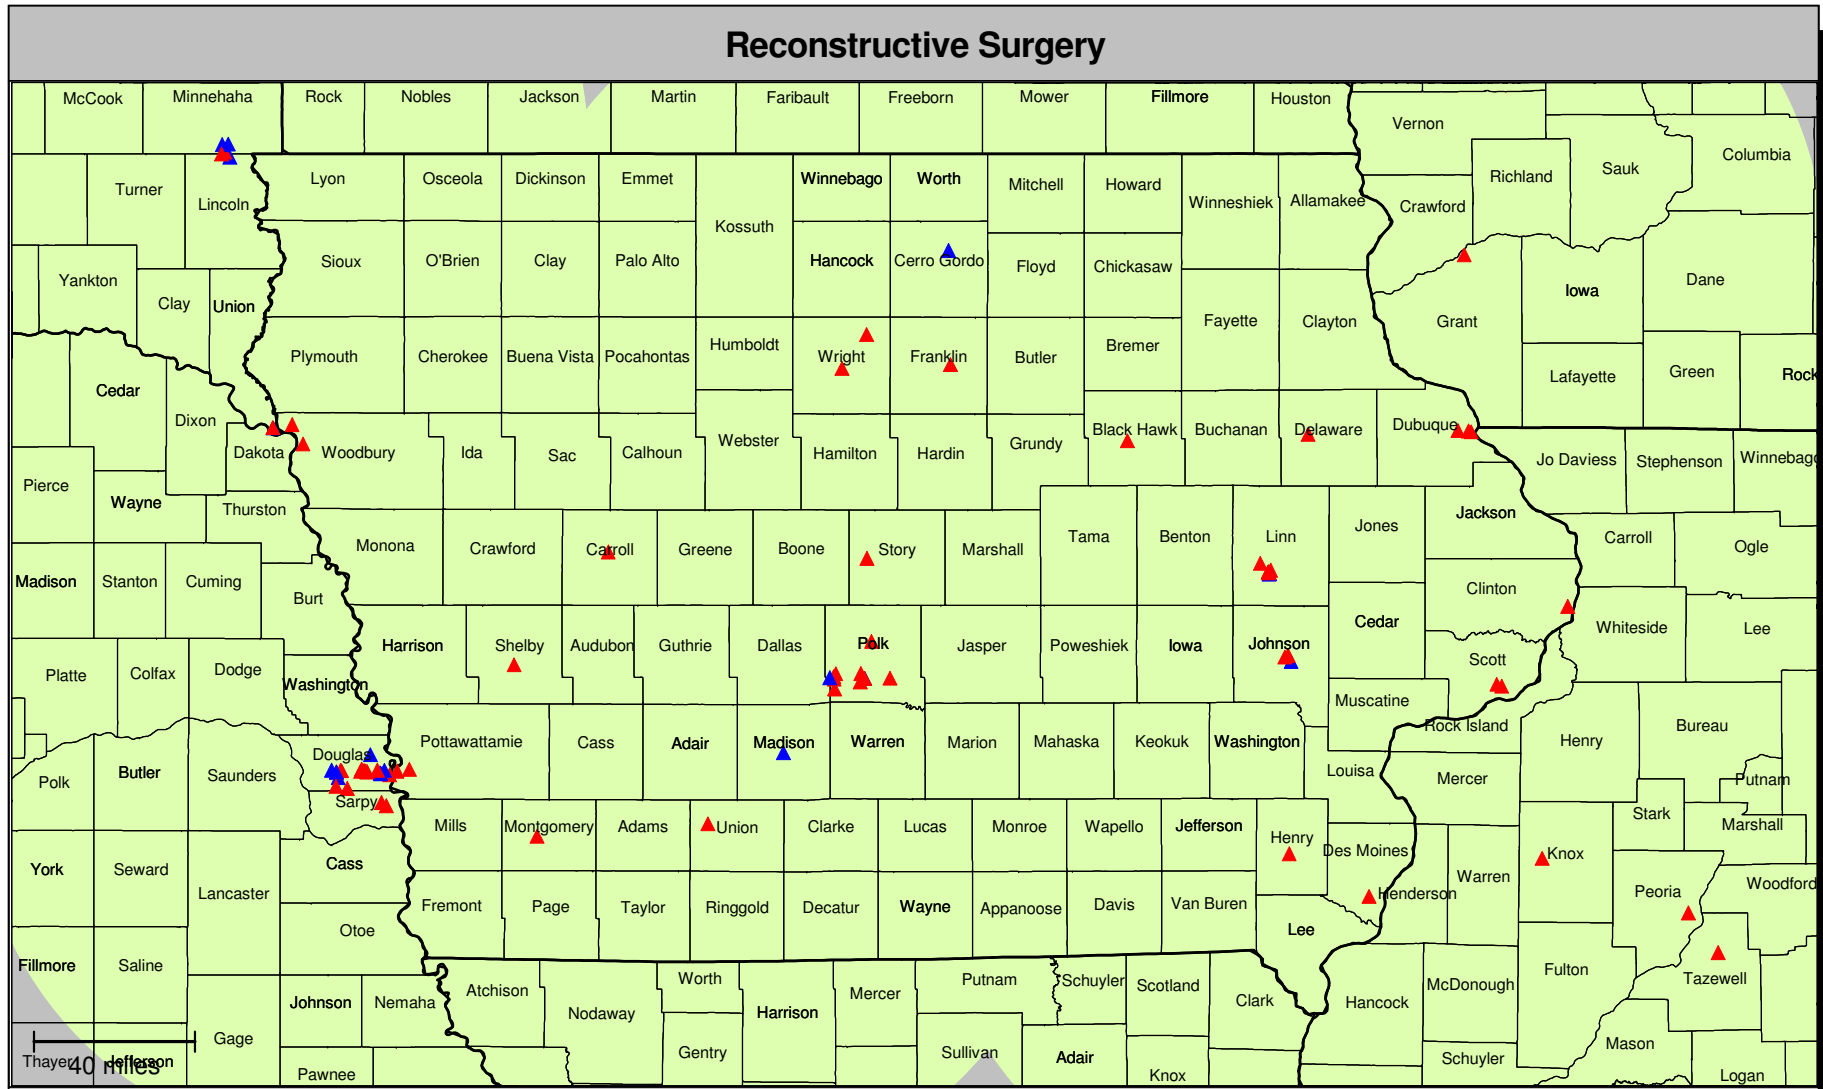 Reconstructive Surgery
McCook Minnehaha Rock Nobles Jackson Martin Faribault Freeborn Mower Fillmore Houston
Vernon
Columbia
Sauk
Richland
Turner Lyon Osceola Dickinson Emmet Winnebago Worth Mitchell Howard
Lincoln Winneshiek Allamakee Crawford
Kossuth
Yankton Sioux O'Brien Clay Palo Alto Hancock Cerro Gordo Floyd Chickasaw Dane
Clay Union Iowa
Fayette Clayton Grant
Plymouth Cherokee Buena Vista Pocahontas Humboldt Wright Franklin Butler Bremer
Cedar Lafayette Green Rock
Dixon Dubuque
Webster Grundy Black Hawk Buchanan Delaware
Dakota Woodbury Ida Sac Calhoun Hamilton Hardin Jo Daviess Stephenson Winnebago
Pierce
Wayne Thurston Jackson
Monona Crawford Carroll Greene Boone Story Marshall Tama Benton Linn Jones Carroll Ogle
Madison Stanton Cuming Clinton
Burt
Harrison Shelby Audubon Guthrie Dallas Polk Jasper Poweshiek Iowa Johnson Cedar Whiteside Lee
Platte Colfax Dodge Scott
Washington Muscatine
Rock Island Bureau
Pottawattamie Cass Adair Madison Warren Marion Mahaska Keokuk Washington Henry
Douglas
Polk Butler Saunders Louisa Mercer Putnam
Sarpy
Mills Montgomery Adams Union Clarke Lucas Monroe Wapello Jefferson Henry Stark Marshall
Des Moines Knox
York Seward Cass
Lancaster Warren Peoria Woodford
Fremont Page Taylor Ringgold Decatur Wayne Appanoose Davis Van Buren Henderson
Otoe Lee
Fillmore Saline
Johnson Nemaha Atchison Worth Mercer Putnam Schuyler Scotland Clark Hancock McDonough Fulton Tazewell
Nodaway Harrison
Gage Mason
Thayer Jefferson Gentry Sullivan Adair Schuyler
40 miles
Pawnee Knox Logan